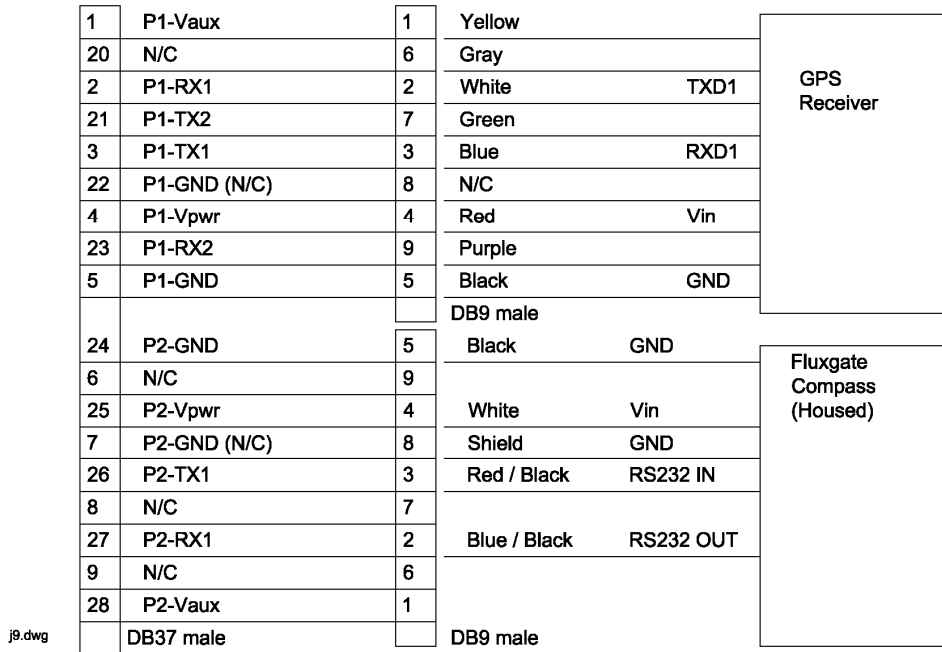 1 P1-Vaux 1 Yellow
20 N/C 6 Gray
2 P1-RX1 2 White TXD1
GPS
Receiver
21 P1-TX2 7 Green
3 P1-TX1 3 Blue RXD1
22 P1-GND (N/C) 8 N/C
4 P1-Vpwr 4 Red Vin
23 P1-RX2 9 Purple
5 P1-GND 5 Black GND
DB9 male
24 P2-GND 5 Black GND
Fluxgate
Compass
(Housed)
6 N/C 9
25 P2-Vpwr 4 White Vin
7 P2-GND (N/C) 8 Shield GND
26 P2-TX1 3 Red / Black RS232 IN
8 N/C 7
27 P2-RX1 2 Blue / Black RS232 OUT
9 N/C 6
28 P2-Vaux 1
j9.dwg DB37 male DB9 male